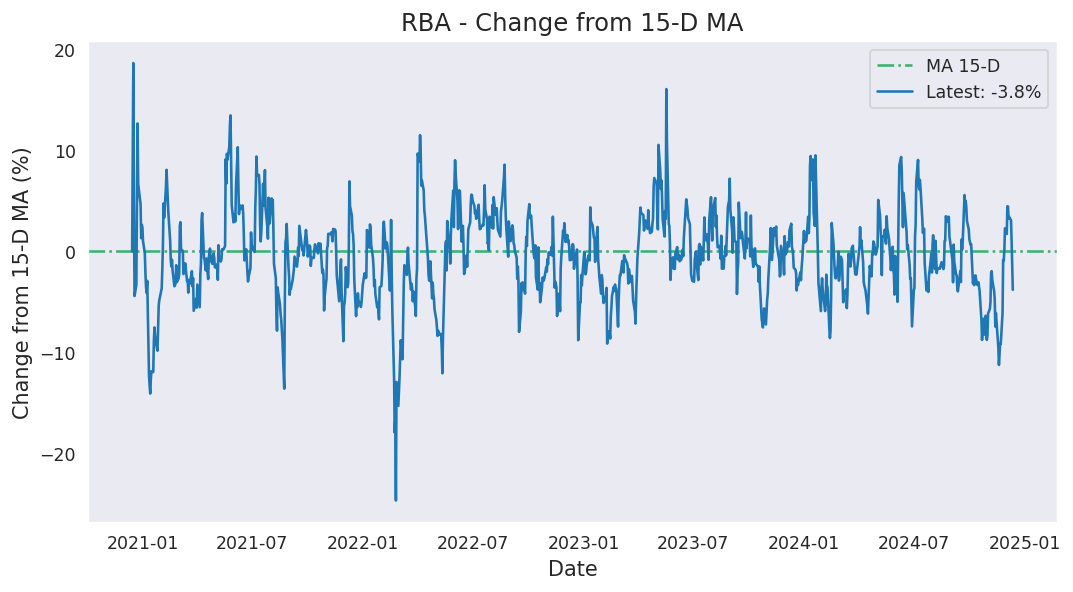 RBA - Change from 15-D MA
MA 15-D
Latest: -3.8%
Change from 15-D MA (%)
20
10
0
−10
−20
2021-01 2021-07 2022-01 2022-07 2023-01 2023-07 2024-01 2024-07 2025-01
Date